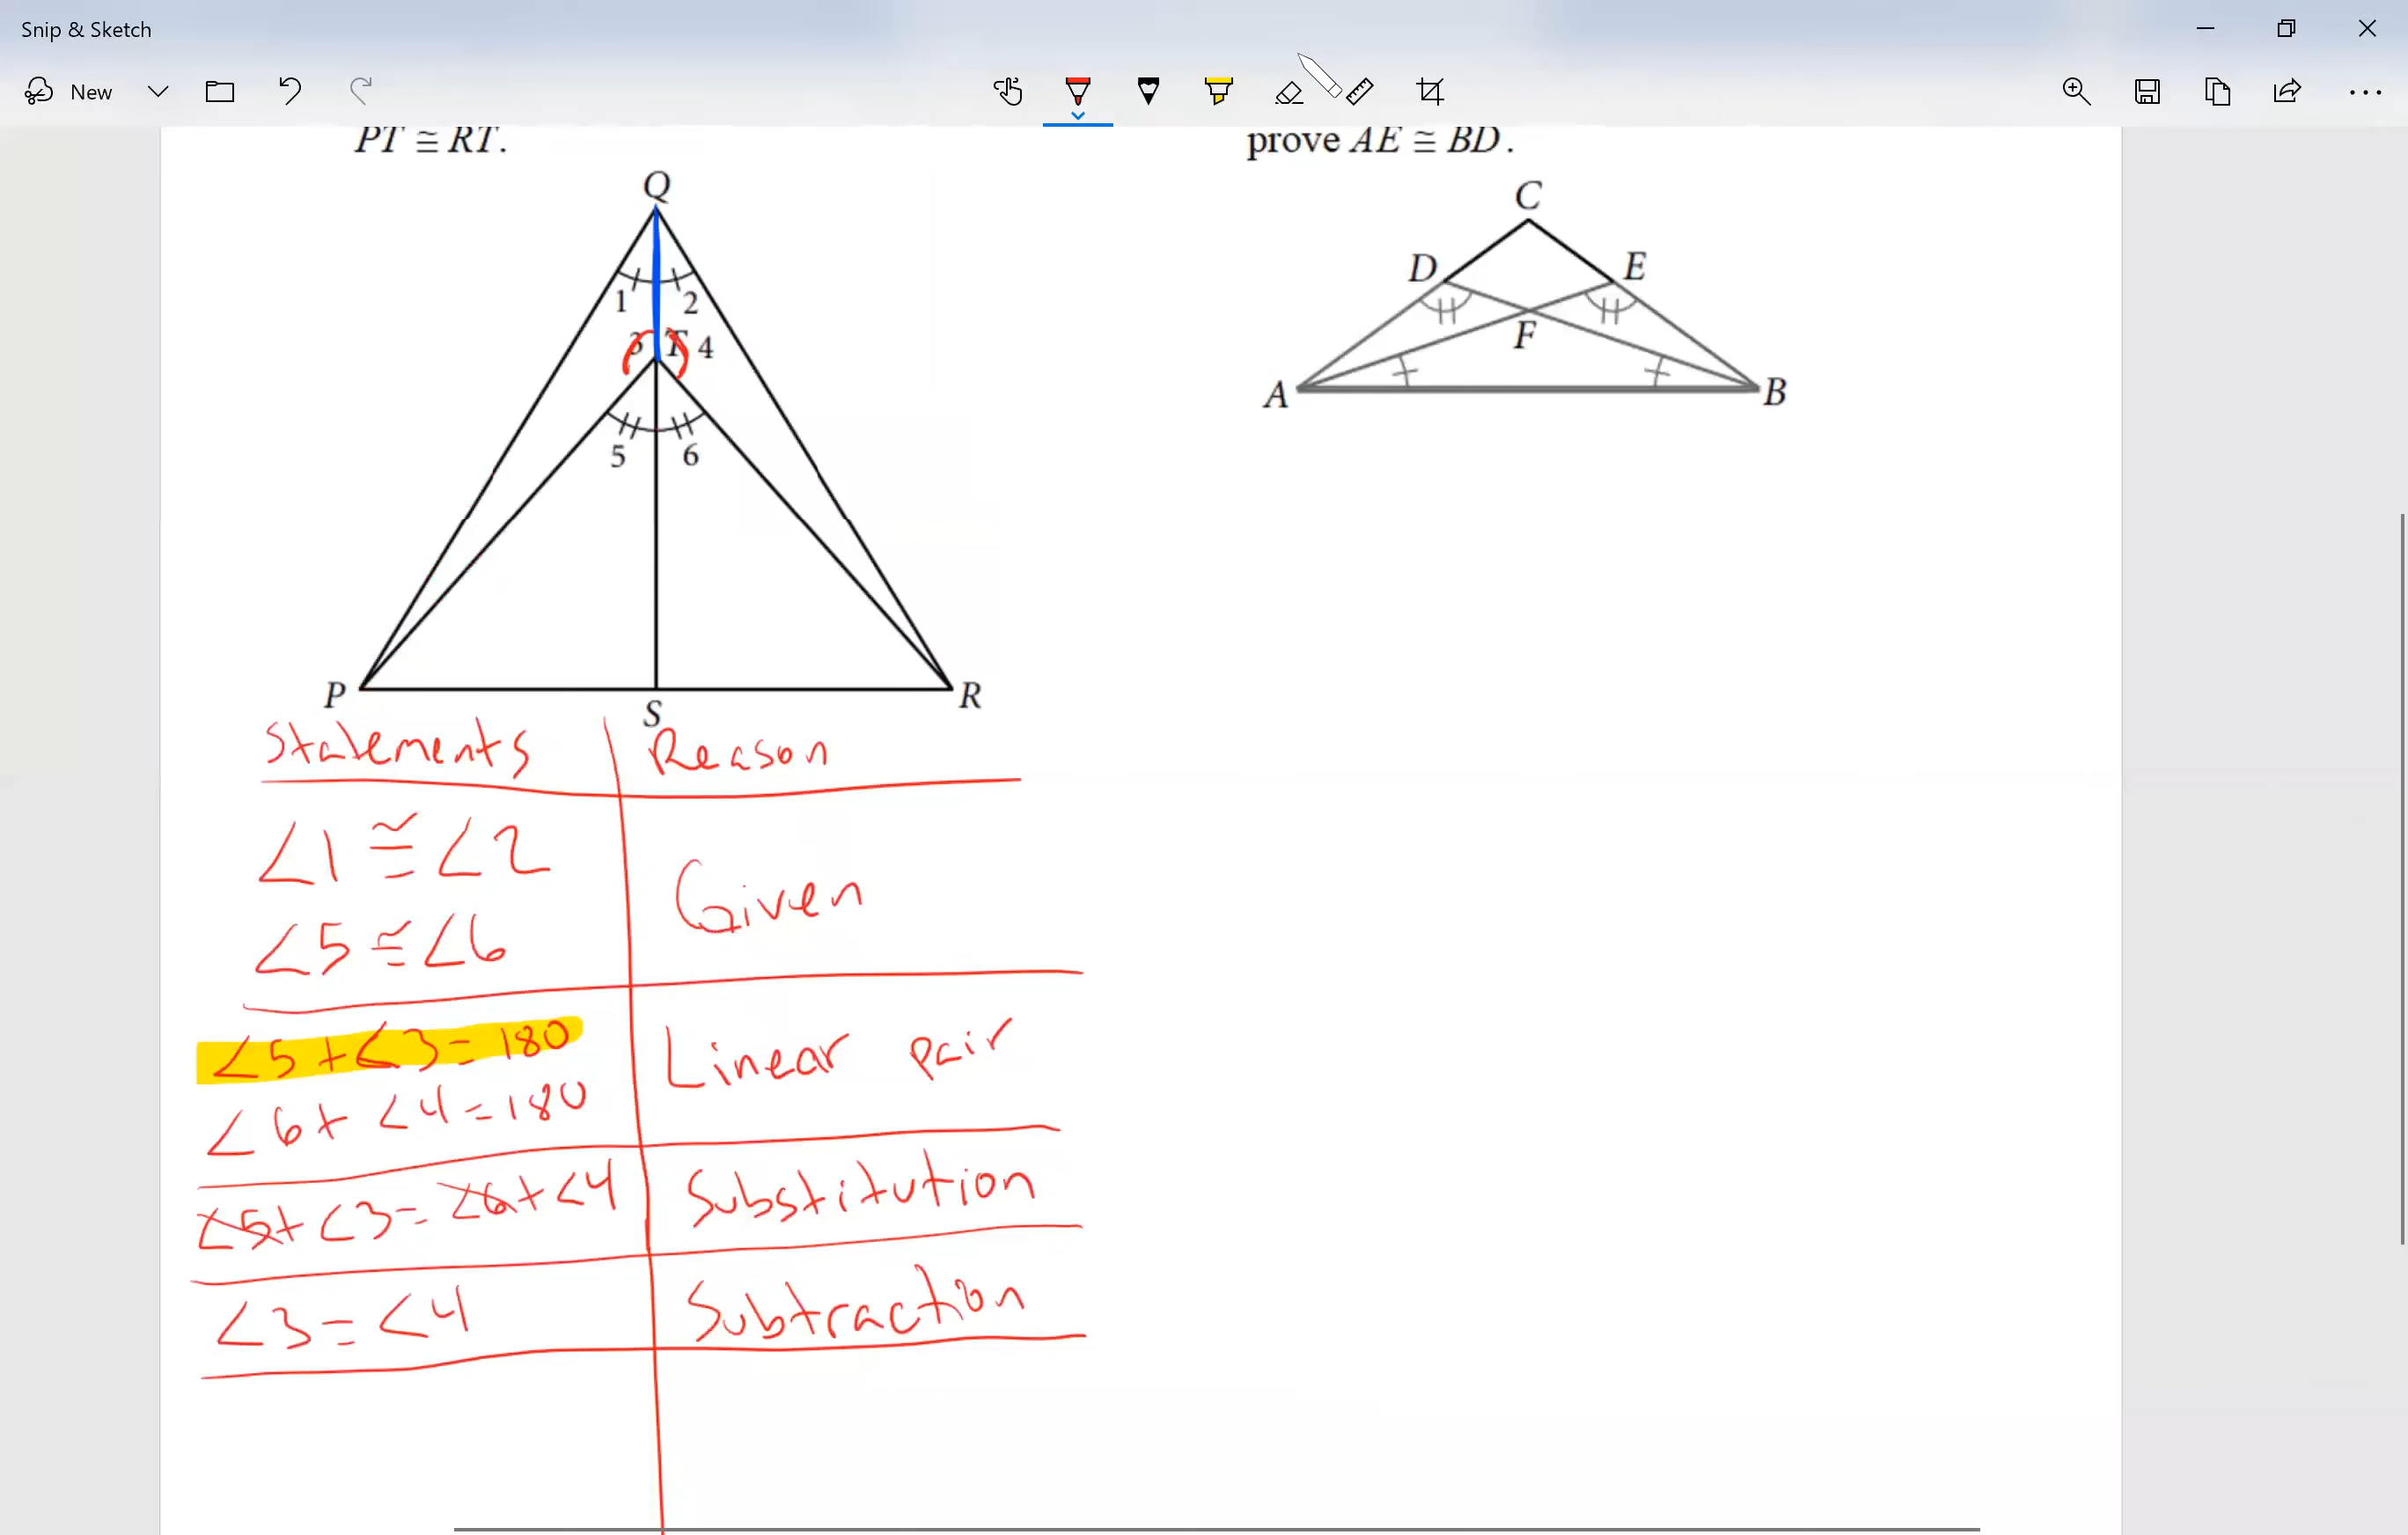 Snip & Sketch
New
PT ≅ RT.
prove AE ≅ BD.
Q
1 2
3 T 4
5 6
P R
S
C
D E
F
A B
Statements Reason
∠1 ≅ ∠2
Given
∠5 ≅ ∠6
∠5 + ∠3 = 180
Linear pair
∠6 + ∠4 = 180
∠5 + ∠3 = ∠6 + ∠4 Substitution
∠3 = ∠4 Subtraction